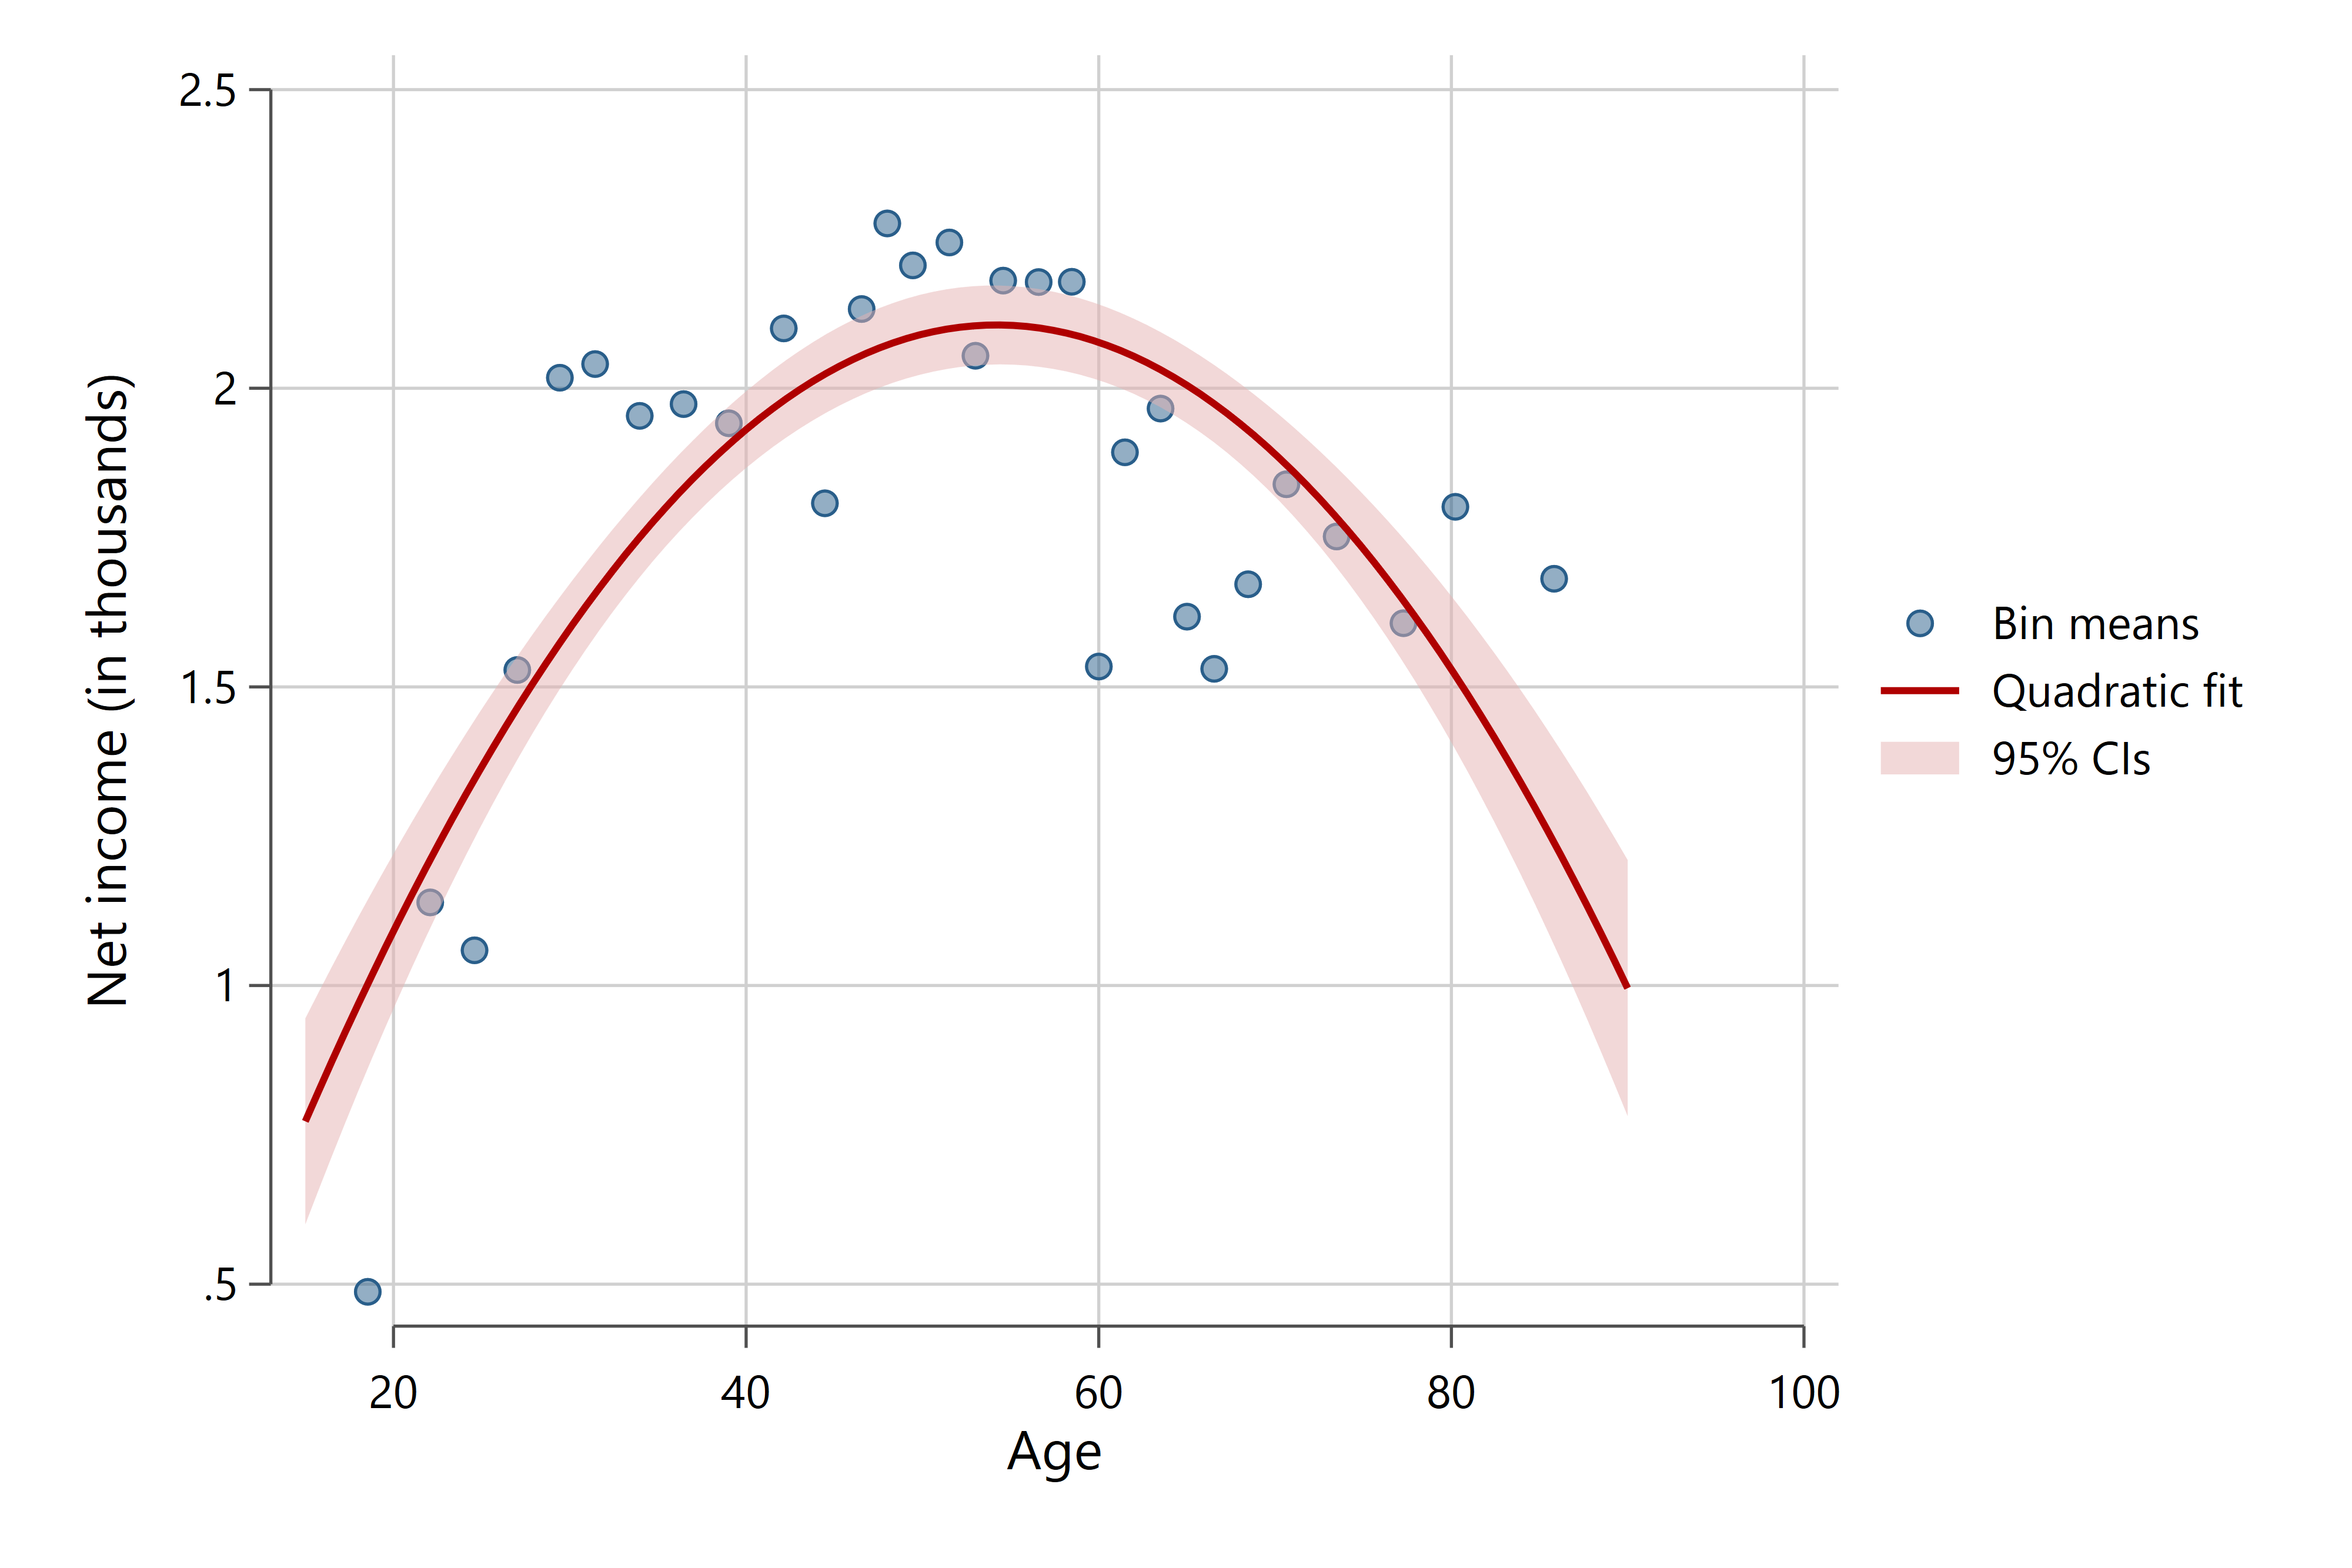 2.5
2
1.5
1
.5
Net income (in thousands)
20 40 60 80 100
Age
Bin means
Quadratic fit
95% CIs